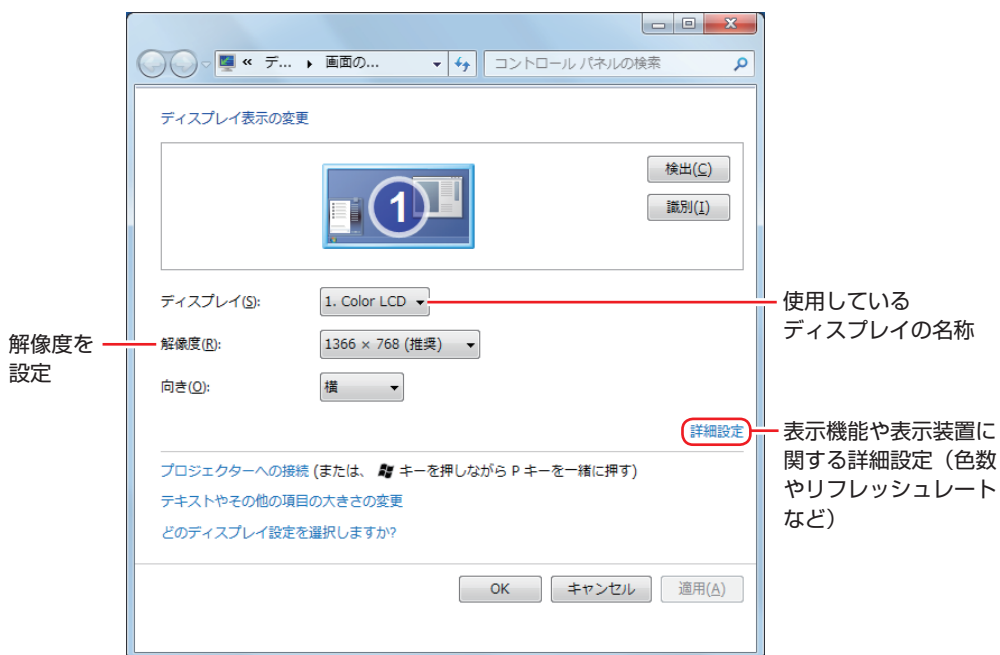 « デ... 画面の... コントロール パネルの検索
ディスプレイ表示の変更
1
検出(C)
識別(I)
ディスプレイ(S): 1. Color LCD
使用している
ディスプレイの名称
解像度を
設定
解像度(R): 1366 × 768 (推奨)
向き(O): 横
詳細設定
表示機能や表示装置に
関する詳細設定（色数
やリフレッシュレート
など）
プロジェクターへの接続 (または、 キーを押しながら P キーを一緒に押す)
テキストやその他の項目の大きさの変更
どのディスプレイ設定を選択しますか?
OK キャンセル 適用(A)